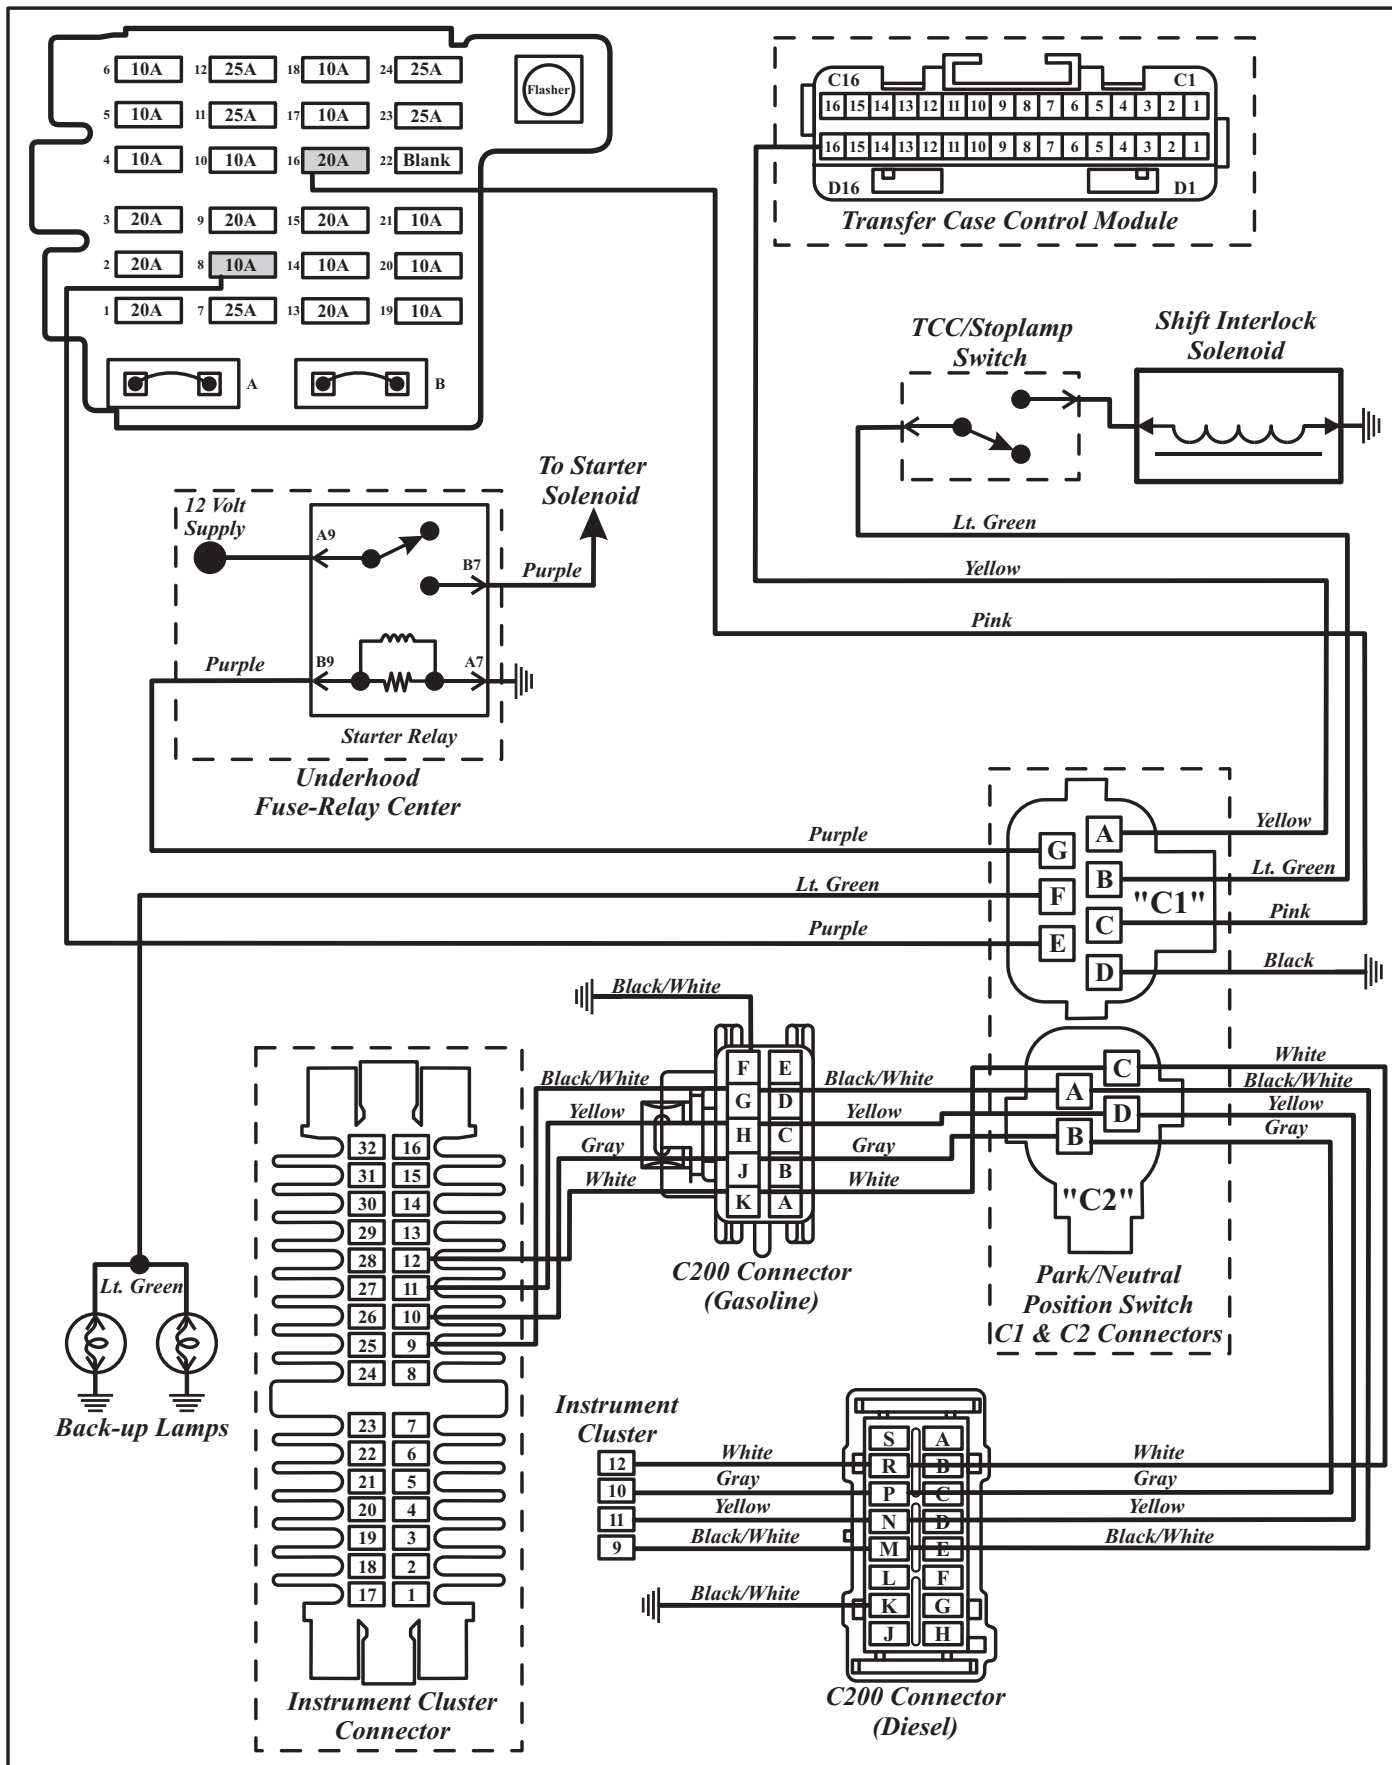 6 10A 12 25A 18 10A 24 25A
5 10A 11 25A 17 10A 23 25A
4 10A 10 10A 16 20A 22 Blank
3 20A 9 20A 15 20A 21 10A
2 20A 8 10A 14 10A 20 10A
1 20A 7 25A 13 20A 19 10A
Flasher
A
B
C16 C1
16 15 14 13 12 11 10 9 8 7 6 5 4 3 2 1
16 15 14 13 12 11 10 9 8 7 6 5 4 3 2 1
D16 D1
Transfer Case Control Module
TCC/Stoplamp
Switch
Shift Interlock
Solenoid
Lt. Green
Yellow
Pink
To Starter
Solenoid
12 Volt
Supply
A9
B7
Purple
Purple
B9
A7
Starter Relay
Underhood
Fuse-Relay Center
Purple
Lt. Green
Purple
G
F
E
A
B
C
D
"C1"
Yellow
Lt. Green
Pink
Black
Black/White
Black/White
Yellow
Gray
White
F E
G D
H C
J B
K A
Black/White
Yellow
Gray
White
C200 Connector
(Gasoline)
C
A
D
B
"C2"
White
Black/White
Yellow
Gray
Park/Neutral
Position Switch
C1 & C2 Connectors
32 16
31 15
30 14
29 13
28 12
27 11
26 10
25 9
24 8
23 7
22 6
21 5
20 4
19 3
18 2
17 1
Instrument Cluster
Connector
Lt. Green
Back-up Lamps
Instrument
Cluster
12
10
11
9
White
Gray
Yellow
Black/White
Black/White
S A
R B
P C
N D
M E
L F
K G
J H
White
Gray
Yellow
Black/White
C200 Connector
(Diesel)